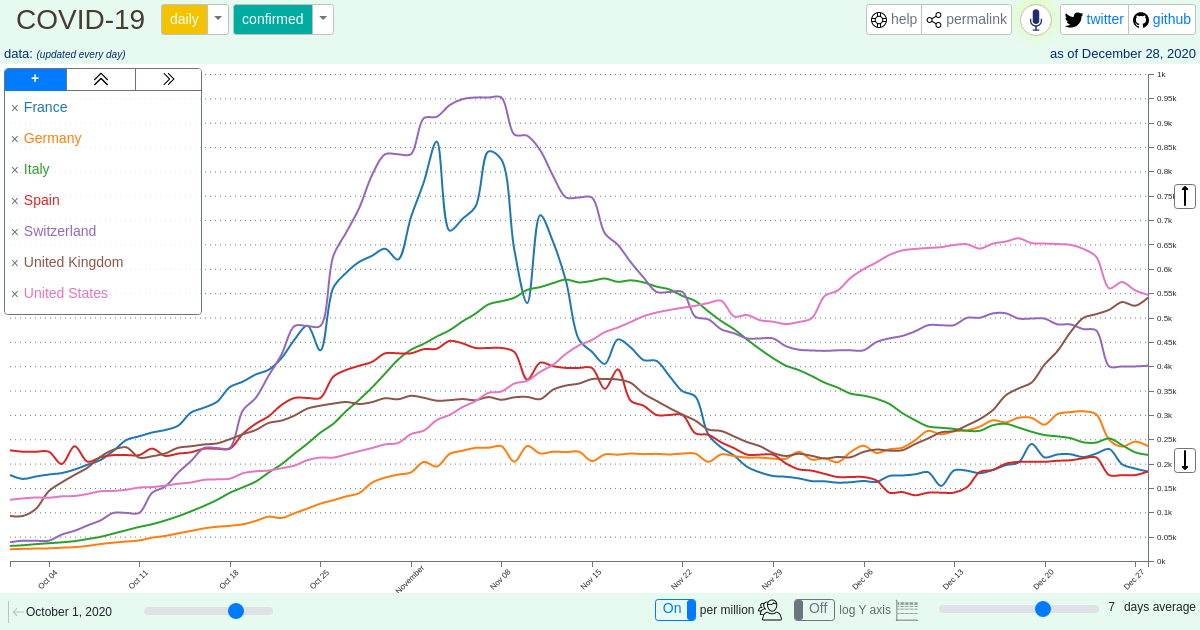 COVID-19 daily confirmed help permalink twitter github
data: (updated every day) as of December 28, 2020
+
× France
× Germany
× Italy
× Spain
× Switzerland
× United Kingdom
× United States
1k
0.95k
0.9k
0.85k
0.8k
0.75k
0.7k
0.65k
0.6k
0.55k
0.5k
0.45k
0.4k
0.35k
0.3k
0.25k
0.2k
0.15k
0.1k
0.05k
0k
Oct 04 Oct 11 Oct 18 Oct 25 November Nov 08 Nov 15 Nov 22 Nov 29 Dec 06 Dec 13 Dec 20 Dec 27
October 1, 2020 On per million Off log Y axis 7 days average